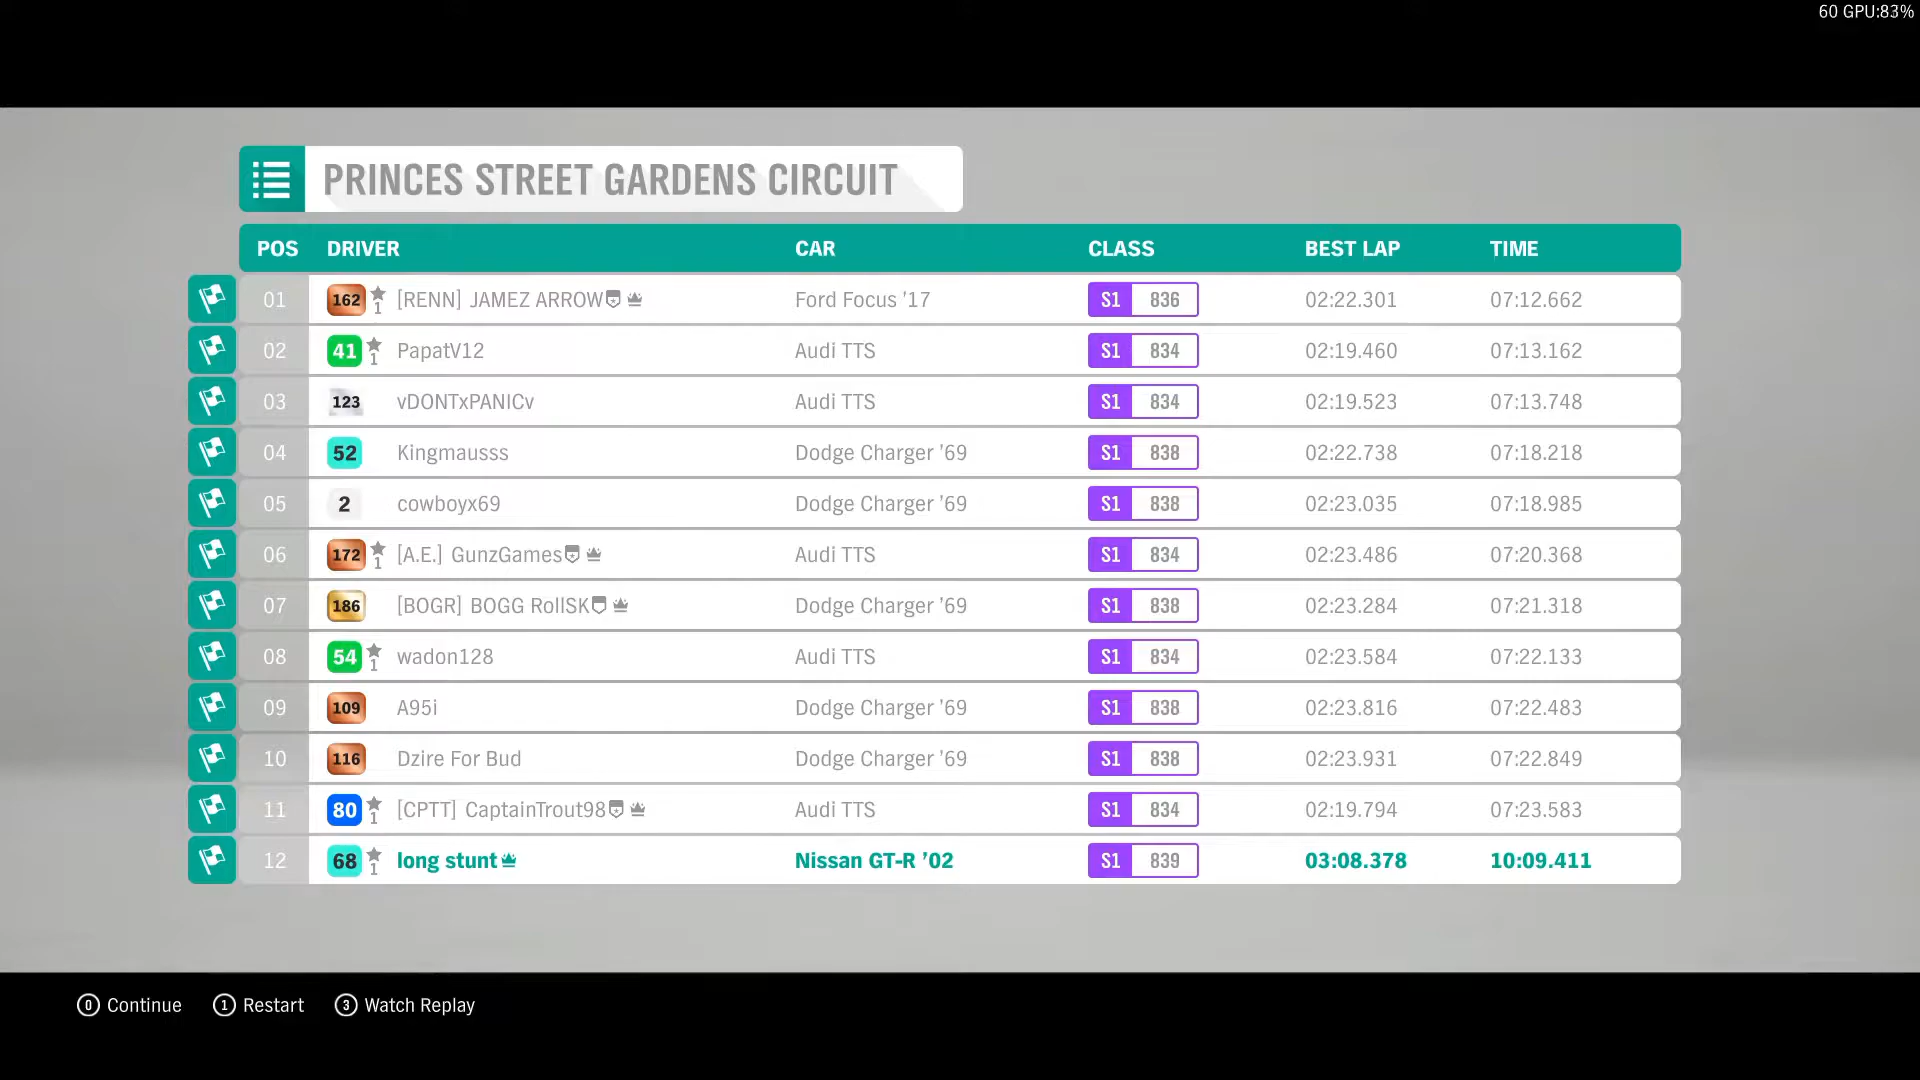 60 GPU:83%
PRINCES STREET GARDENS CIRCUIT
POS DRIVER CAR CLASS BEST LAP TIME
01 162 1 [RENN] JAMEZ ARROW Ford Focus ’17 S1 836 02:22.301 07:12.662
02 41 1 PapatV12 Audi TTS S1 834 02:19.460 07:13.162
03 123 vDONTxPANICv Audi TTS S1 834 02:19.523 07:13.748
04 52 Kingmausss Dodge Charger ’69 S1 838 02:22.738 07:18.218
05 2 cowboyx69 Dodge Charger ’69 S1 838 02:23.035 07:18.985
06 172 1 [A.E.] GunzGames Audi TTS S1 834 02:23.486 07:20.368
07 186 [BOGR] BOGG RollSK Dodge Charger ’69 S1 838 02:23.284 07:21.318
08 54 1 wadon128 Audi TTS S1 834 02:23.584 07:22.133
09 109 A95i Dodge Charger ’69 S1 838 02:23.816 07:22.483
10 116 Dzire For Bud Dodge Charger ’69 S1 838 02:23.931 07:22.849
11 80 1 [CPTT] CaptainTrout98 Audi TTS S1 834 02:19.794 07:23.583
12 68 1 long stunt Nissan GT-R ’02 S1 839 03:08.378 10:09.411
0 Continue 1 Restart 3 Watch Replay